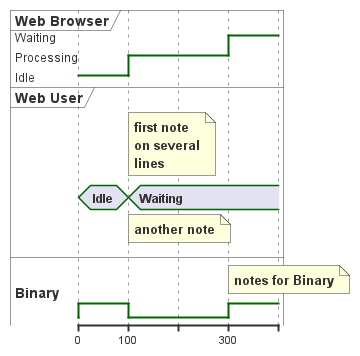 Web Browser
Waiting
Processing
Idle
Web User
first note
on several
lines
Idle
Waiting
another note
notes for Binary
Binary
0
100
300